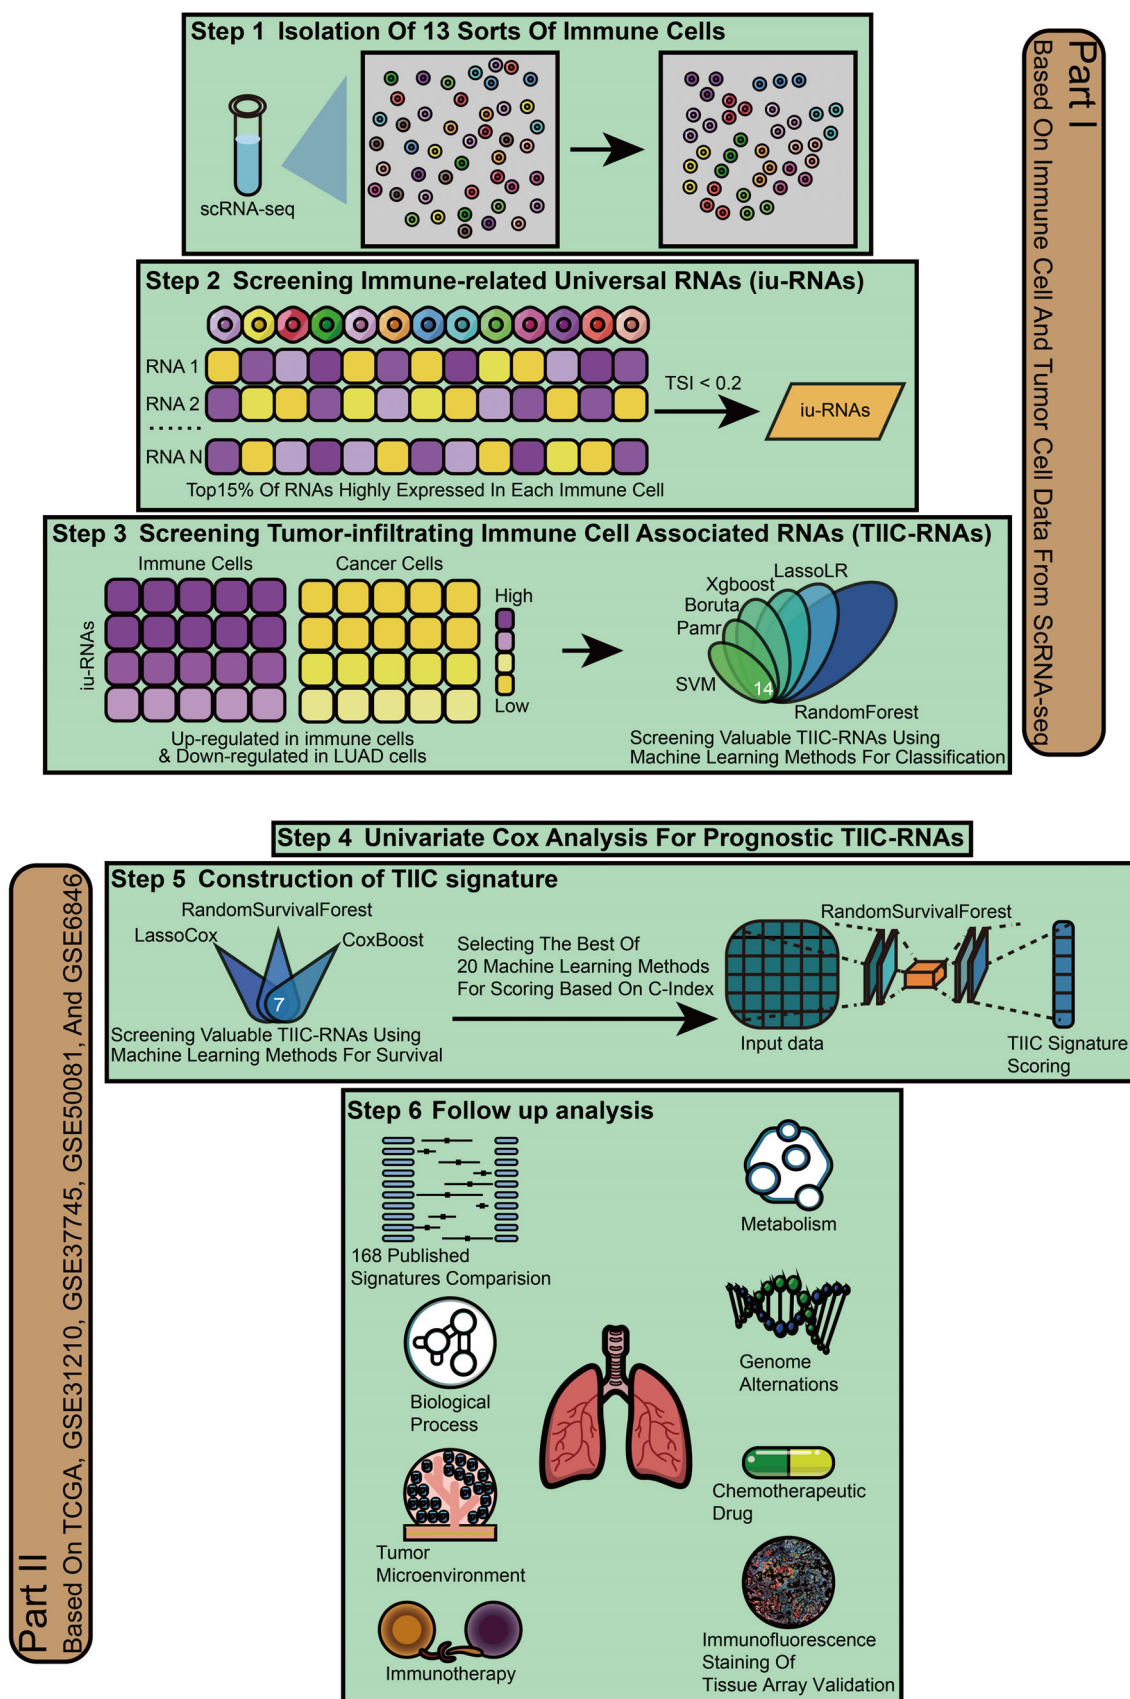 Step 1 Isolation Of 13 Sorts Of Immune Cells
scRNA-seq
Part I
Based On Immune Cell And Tumor Cell Data From ScRNA-seq
Step 2 Screening Immune-related Universal RNAs (iu-RNAs)
RNA 1
RNA 2
......
RNA N
TSI < 0.2
iu-RNAs
Top15% Of RNAs Highly Expressed In Each Immune Cell
Step 3 Screening Tumor-infiltrating Immune Cell Associated RNAs (TIIC-RNAs)
Immune Cells
Cancer Cells
iu-RNAs
High
Low
Up-regulated in immune cells
& Down-regulated in LUAD cells
LassoLR
Xgboost
Boruta
Pamr
SVM
14
RandomForest
Screening Valuable TIIC-RNAs Using
Machine Learning Methods For Classification
Step 4 Univariate Cox Analysis For Prognostic TIIC-RNAs
Part II
Based On TCGA, GSE31210, GSE37745, GSE50081, And GSE6846
Step 5 Construction of TIIC signature
RandomSurvivalForest
LassoCox
CoxBoost
7
Screening Valuable TIIC-RNAs Using
Machine Learning Methods For Survival
Selecting The Best Of
20 Machine Learning Methods
For Scoring Based On C-Index
RandomSurvivalForest
Input data
TIIC Signature
Scoring
Step 6 Follow up analysis
168 Published
Signatures Comparision
Biological
Process
Tumor
Microenvironment
Immunotherapy
Metabolism
Genome
Alternations
Chemotherapeutic
Drug
Immunofluorescence
Staining Of
Tissue Array Validation